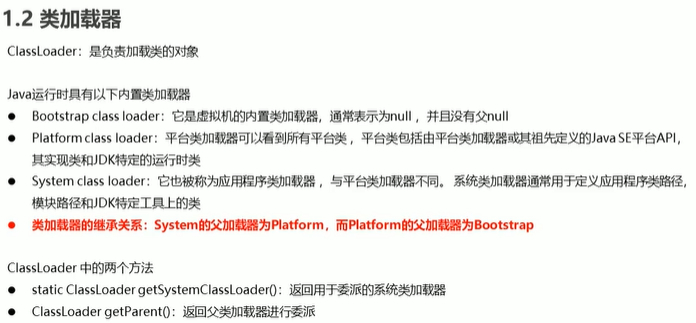 1.2 类加载器
ClassLoader：是负责加载类的对象
Java运行时具有以下内置类加载器
● Bootstrap class loader：它是虚拟机的内置类加载器，通常表示为null ，并且没有父null
● Platform class loader：平台类加载器可以看到所有平台类 ，平台类包括由平台类加载器或其祖先定义的Java SE平台API，
其实现类和JDK特定的运行时类
● System class loader：它也被称为应用程序类加载器 ，与平台类加载器不同。 系统类加载器通常用于定义应用程序类路径，
模块路径和JDK特定工具上的类
● 类加载器的继承关系：System的父加载器为Platform，而Platform的父加载器为Bootstrap
ClassLoader 中的两个方法
● static ClassLoader getSystemClassLoader()：返回用于委派的系统类加载器
● ClassLoader getParent()：返回父类加载器进行委派